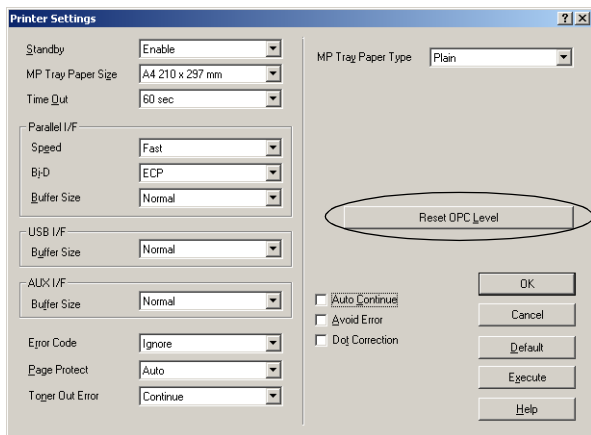 Printer Settings
Standby Enable
MP Tray Paper Size A4 210 x 297 mm
Time Out 60 sec
Parallel I/F
Speed Fast
Bi-D ECP
Buffer Size Normal
USB I/F
Buffer Size Normal
AUX I/F
Buffer Size Normal
Error Code Ignore
Page Protect Auto
Toner Out Error Continue
MP Tray Paper Type Plain
Reset OPC Level
Auto Continue
Avoid Error
Dot Correction
OK
Cancel
Default
Execute
Help